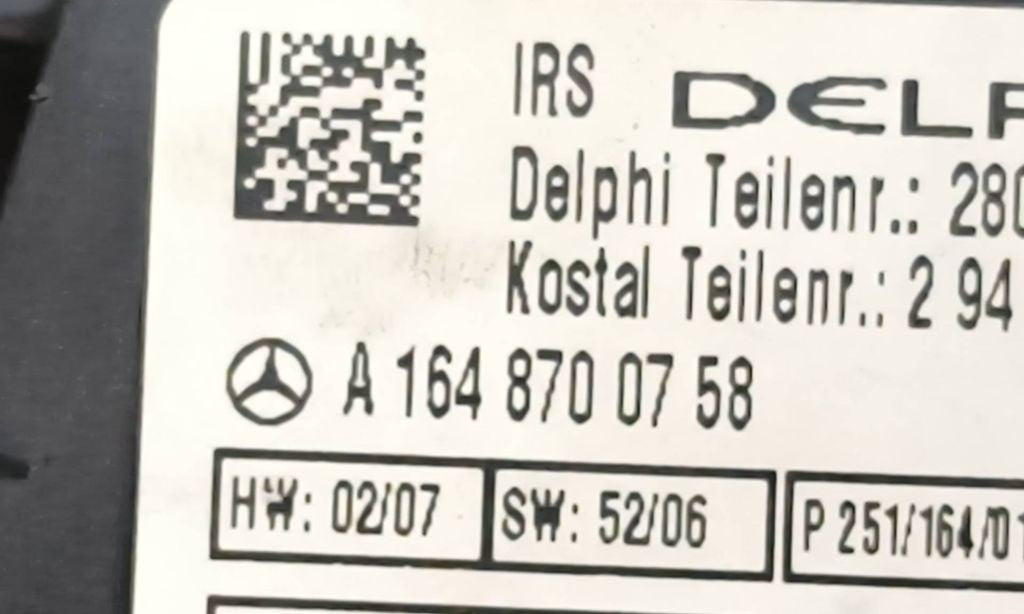 IRS DELP
Delphi Teilenr.: 280
Kostal Teilenr.: 2 94
A 164 870 07 58
HW: 02/07 SW: 52/06 P 251/164/01